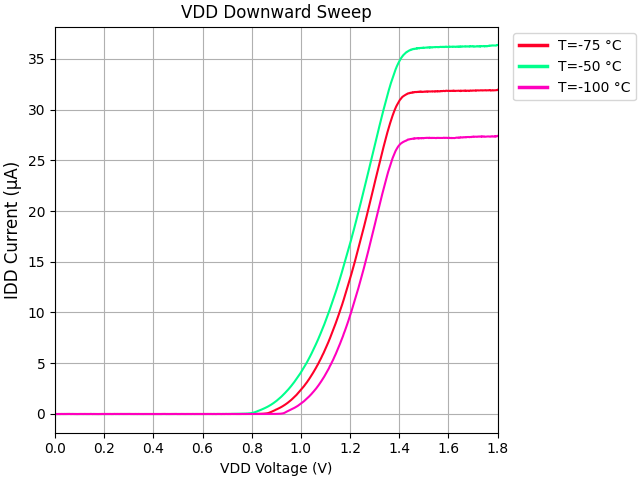 VDD Downward Sweep
IDD Current (μA)
35
30
25
20
15
10
5
0
0.0 0.2 0.4 0.6 0.8 1.0 1.2 1.4 1.6 1.8
VDD Voltage (V)
T=-75 °C
T=-50 °C
T=-100 °C